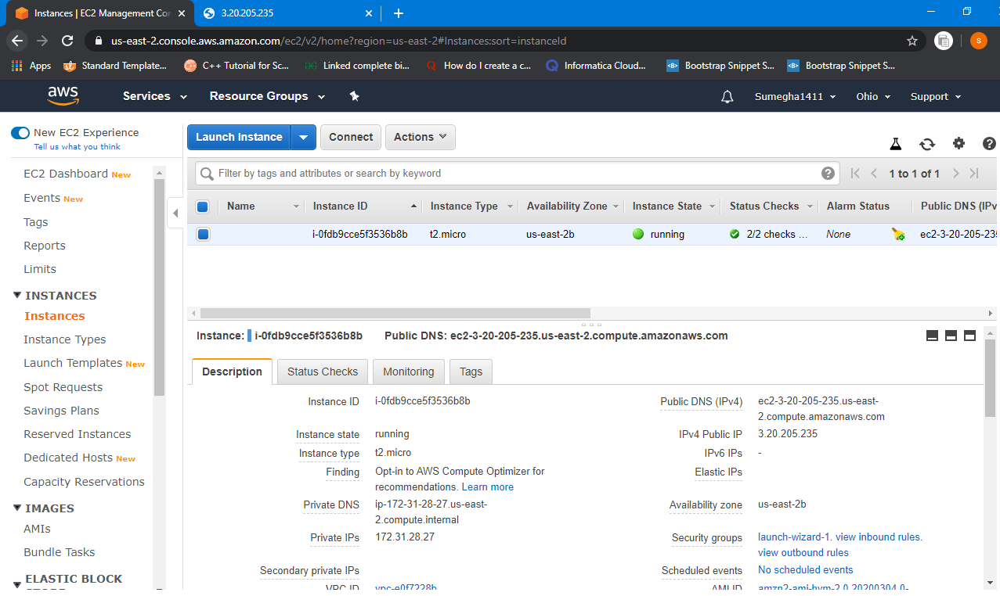 Instances | EC2 Management Con
3.20.205.235
us-east-2.console.aws.amazon.com/ec2/v2/home?region=us-east-2#Instances:sort=instanceId
S
Apps
Standard Template...
C++ Tutorial for Sc...
Linked complete bi...
How do I create a c...
Informatica Cloud...
Bootstrap Snippet S...
Bootstrap Snippet S...
aws
Services
Resource Groups
Sumegha1411
Ohio
Support
New EC2 Experience
Tell us what you think
EC2 Dashboard New
Events New
Tags
Reports
Limits
INSTANCES
Instances
Instance Types
Launch Templates New
Spot Requests
Savings Plans
Reserved Instances
Dedicated Hosts New
Capacity Reservations
IMAGES
AMIs
Bundle Tasks
ELASTIC BLOCK
Launch Instance
Connect
Actions
Filter by tags and attributes or search by keyword
1 to 1 of 1
Name
Instance ID
Instance Type
Availability Zone
Instance State
Status Checks
Alarm Status
Public DNS (IPv
i-0fdb9cce5f3536b8b
t2.micro
us-east-2b
running
2/2 checks ...
None
ec2-3-20-205-23
Instance: i-0fdb9cce5f3536b8b
Public DNS: ec2-3-20-205-235.us-east-2.compute.amazonaws.com
Description
Status Checks
Monitoring
Tags
Instance ID
i-0fdb9cce5f3536b8b
Instance state
running
Instance type
t2.micro
Finding
Opt-in to AWS Compute Optimizer for
recommendations. Learn more
Private DNS
ip-172-31-28-27.us-east-
2.compute.internal
Private IPs
172.31.28.27
Secondary private IPs
VPC ID
vpc-e0f7228b
Public DNS (IPv4)
ec2-3-20-205-235.us-east-
2.compute.amazonaws.com
IPv4 Public IP
3.20.205.235
IPv6 IPs
-
Elastic IPs
Availability zone
us-east-2b
Security groups
launch-wizard-1. view inbound rules.
view outbound rules
Scheduled events
No scheduled events
AMI ID
amzn2-ami-hvm-2.0.20200304.0-